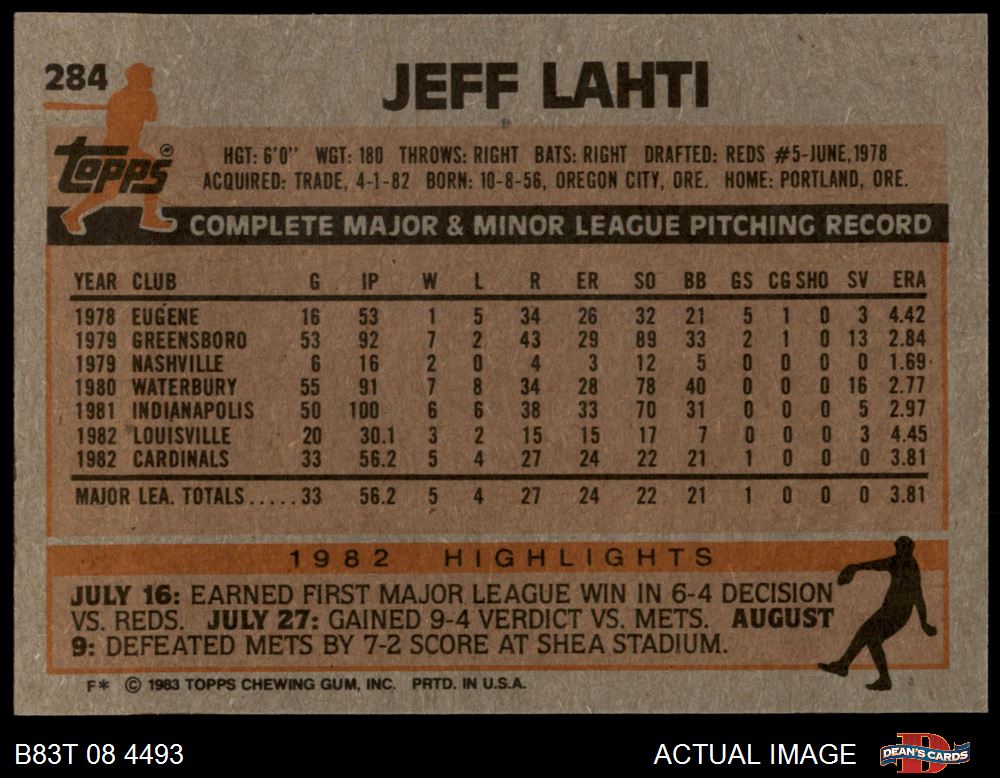 284
JEFF LAHTI
TOPPS ®
HGT: 6'0" WGT: 180 THROWS: RIGHT BATS: RIGHT DRAFTED: REDS #5-JUNE, 1978
ACQUIRED: TRADE, 4-1-82 BORN: 10-8-56, OREGON CITY, ORE. HOME: PORTLAND, ORE.
COMPLETE MAJOR & MINOR LEAGUE PITCHING RECORD
YEAR CLUB G IP W L R ER SO BB GS CG SHO SV ERA
1978 EUGENE 16 53 1 5 34 26 32 21 5 1 0 3 4.42
1979 GREENSBORO 53 92 7 2 43 29 89 33 2 1 0 13 2.84
1979 NASHVILLE 6 16 2 0 4 3 12 5 0 0 0 0 1.69
1980 WATERBURY 55 91 7 8 34 28 78 40 0 0 0 16 2.77
1981 INDIANAPOLIS 50 100 6 6 38 33 70 31 0 0 0 5 2.97
1982 LOUISVILLE 20 30.1 3 2 15 15 17 7 0 0 0 3 4.45
1982 CARDINALS 33 56.2 5 4 27 24 22 21 1 0 0 0 3.81
MAJOR LEA. TOTALS.....33 56.2 5 4 27 24 22 21 1 0 0 0 3.81
1982 HIGHLIGHTS
JULY 16: EARNED FIRST MAJOR LEAGUE WIN IN 6-4 DECISION
VS. REDS. JULY 27: GAINED 9-4 VERDICT VS. METS. AUGUST
9: DEFEATED METS BY 7-2 SCORE AT SHEA STADIUM.
F* © 1983 TOPPS CHEWING GUM, INC. PRTD. IN U.S.A.
B83T 08 4493
ACTUAL IMAGE
DEAN'S CARDS